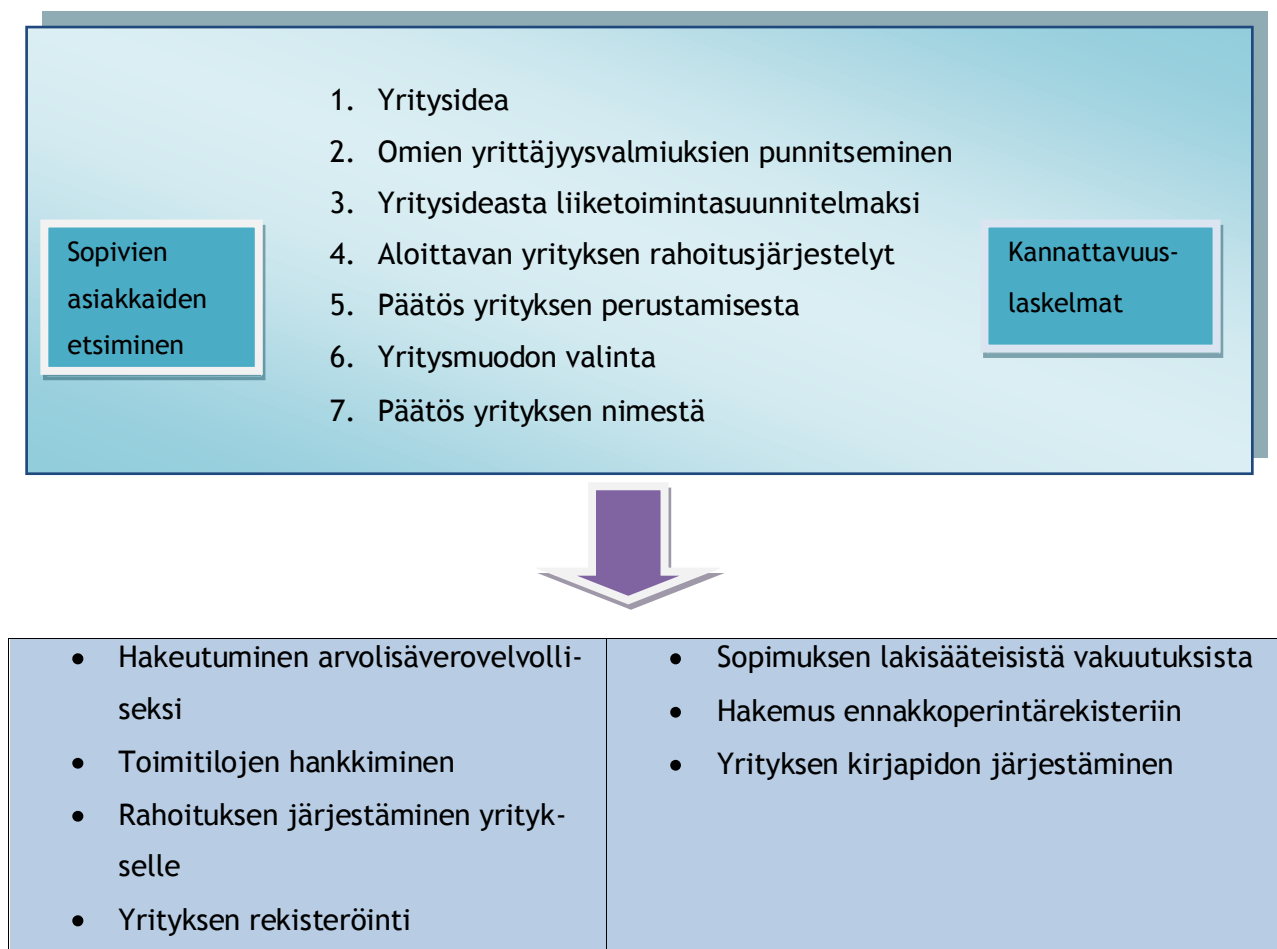 1. Yritysidea
2. Omien yrittäjyysvalmiuksien punnitseminen
3. Yritysideasta liiketoimintasuunnitelmaksi
4. Aloittavan yrityksen rahoitusjärjestelyt
5. Päätös yrityksen perustamisesta
6. Yritysmuodon valinta
7. Päätös yrityksen nimestä
Sopivien
asiakkaiden
etsiminen
Kannattavuus-
laskelmat
• Hakeutuminen arvolisäverovelvolli-
seksi
• Toimitilojen hankkiminen
• Rahoituksen järjestäminen yrityk-
selle
• Yrityksen rekisteröinti
• Sopimuksen lakisääteisistä vakuutuksista
• Hakemus ennakkoperintärekisteriin
• Yrityksen kirjapidon järjestäminen